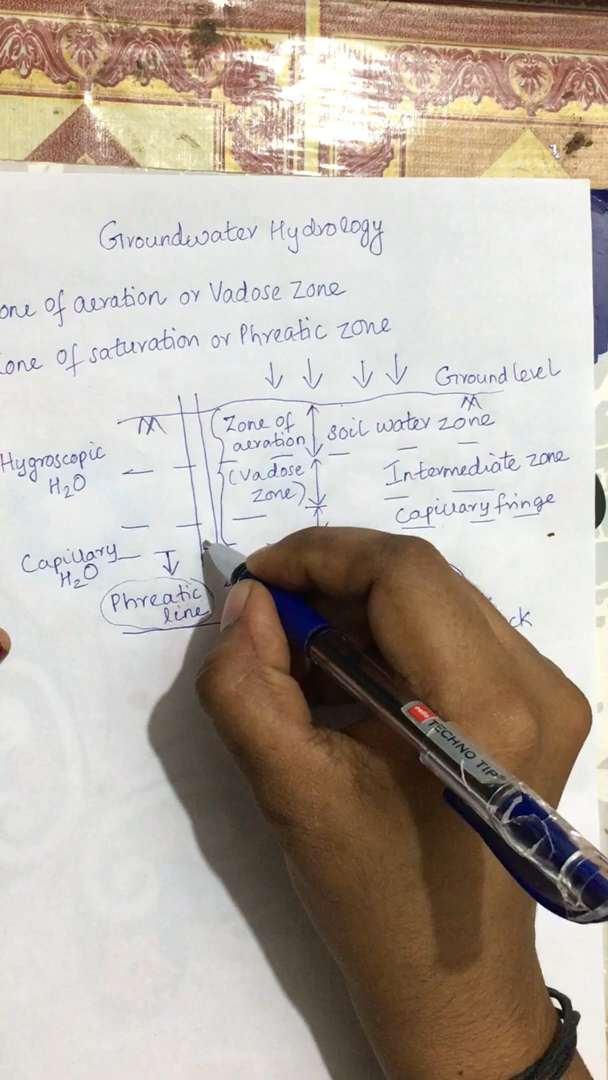 Groundwater Hydrology
one of aeration or Vadose Zone
one of saturation or Phreatic zone
Ground level
Zone of
aeration
(Vadose
zone)
soil water zone
Intermediate zone
capillary fringe
Hygroscopic
H2O
Capillary
H2O
Phreatic
line
ck
cello
TECHNO TIP